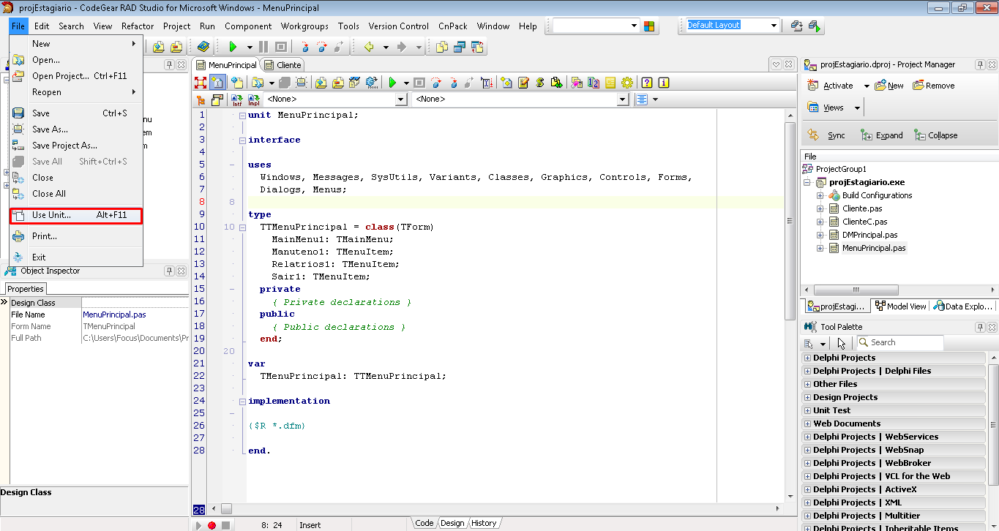 projEstagiario - CodeGear RAD Studio for Microsoft Windows - MenuPrincipal
File Edit Search View Refactor Project Run Component Workgroups Tools Version Control CnPack Window Help
Default Layout
New
Open...
Open Project... Ctrl+F11
Reopen
Save Ctrl+S
Save As...
Save Project As...
Save All Shift+Ctrl+S
Close
Close All
Use Unit... Alt+F11
Print...
Exit
nu
em
m
Object Inspector
Properties
Design Class
File Name MenuPrincipal.pas
Form Name TMenuPrincipal
Full Path C:\Users\Focus\Documents\Pr
Design Class
MenuPrincipal Cliente
Intf Impl <None> <None>
1 unit MenuPrincipal;
2
3 interface
4
5 uses
6 Windows, Messages, SysUtils, Variants, Classes, Graphics, Controls, Forms,
7 Dialogs, Menus;
8 8
9 type
10 10 TTMenuPrincipal = class(TForm)
11 MainMenu1: TMainMenu;
12 Manuteno1: TMenuItem;
13 Relatrios1: TMenuItem;
14 Sair1: TMenuItem;
15 private
16 { Private declarations }
17 public
18 { Public declarations }
19 end;
20 20
21 var
22 TMenuPrincipal: TTMenuPrincipal;
23
24 implementation
25
26 {$R *.dfm}
27
28 end.
28
8: 24 Insert
Code Design History
projEstagiario.dproj - Project Manager
Activate New Remove
Views
Sync Expand Collapse
File
ProjectGroup1
projEstagiario.exe
Build Configurations
Cliente.pas
ClienteC.pas
DMPrincipal.pas
MenuPrincipal.pas
projEstagi... Model View Data Explo...
Tool Palette
Search
Delphi Projects
Delphi Projects | Delphi Files
Other Files
Design Projects
Unit Test
Web Documents
Delphi Projects | WebServices
Delphi Projects | WebSnap
Delphi Projects | WebBroker
Delphi Projects | VCL for the Web
Delphi Projects | ActiveX
Delphi Projects | XML
Delphi Projects | Multitier
Delphi Projects | Inheritable Items